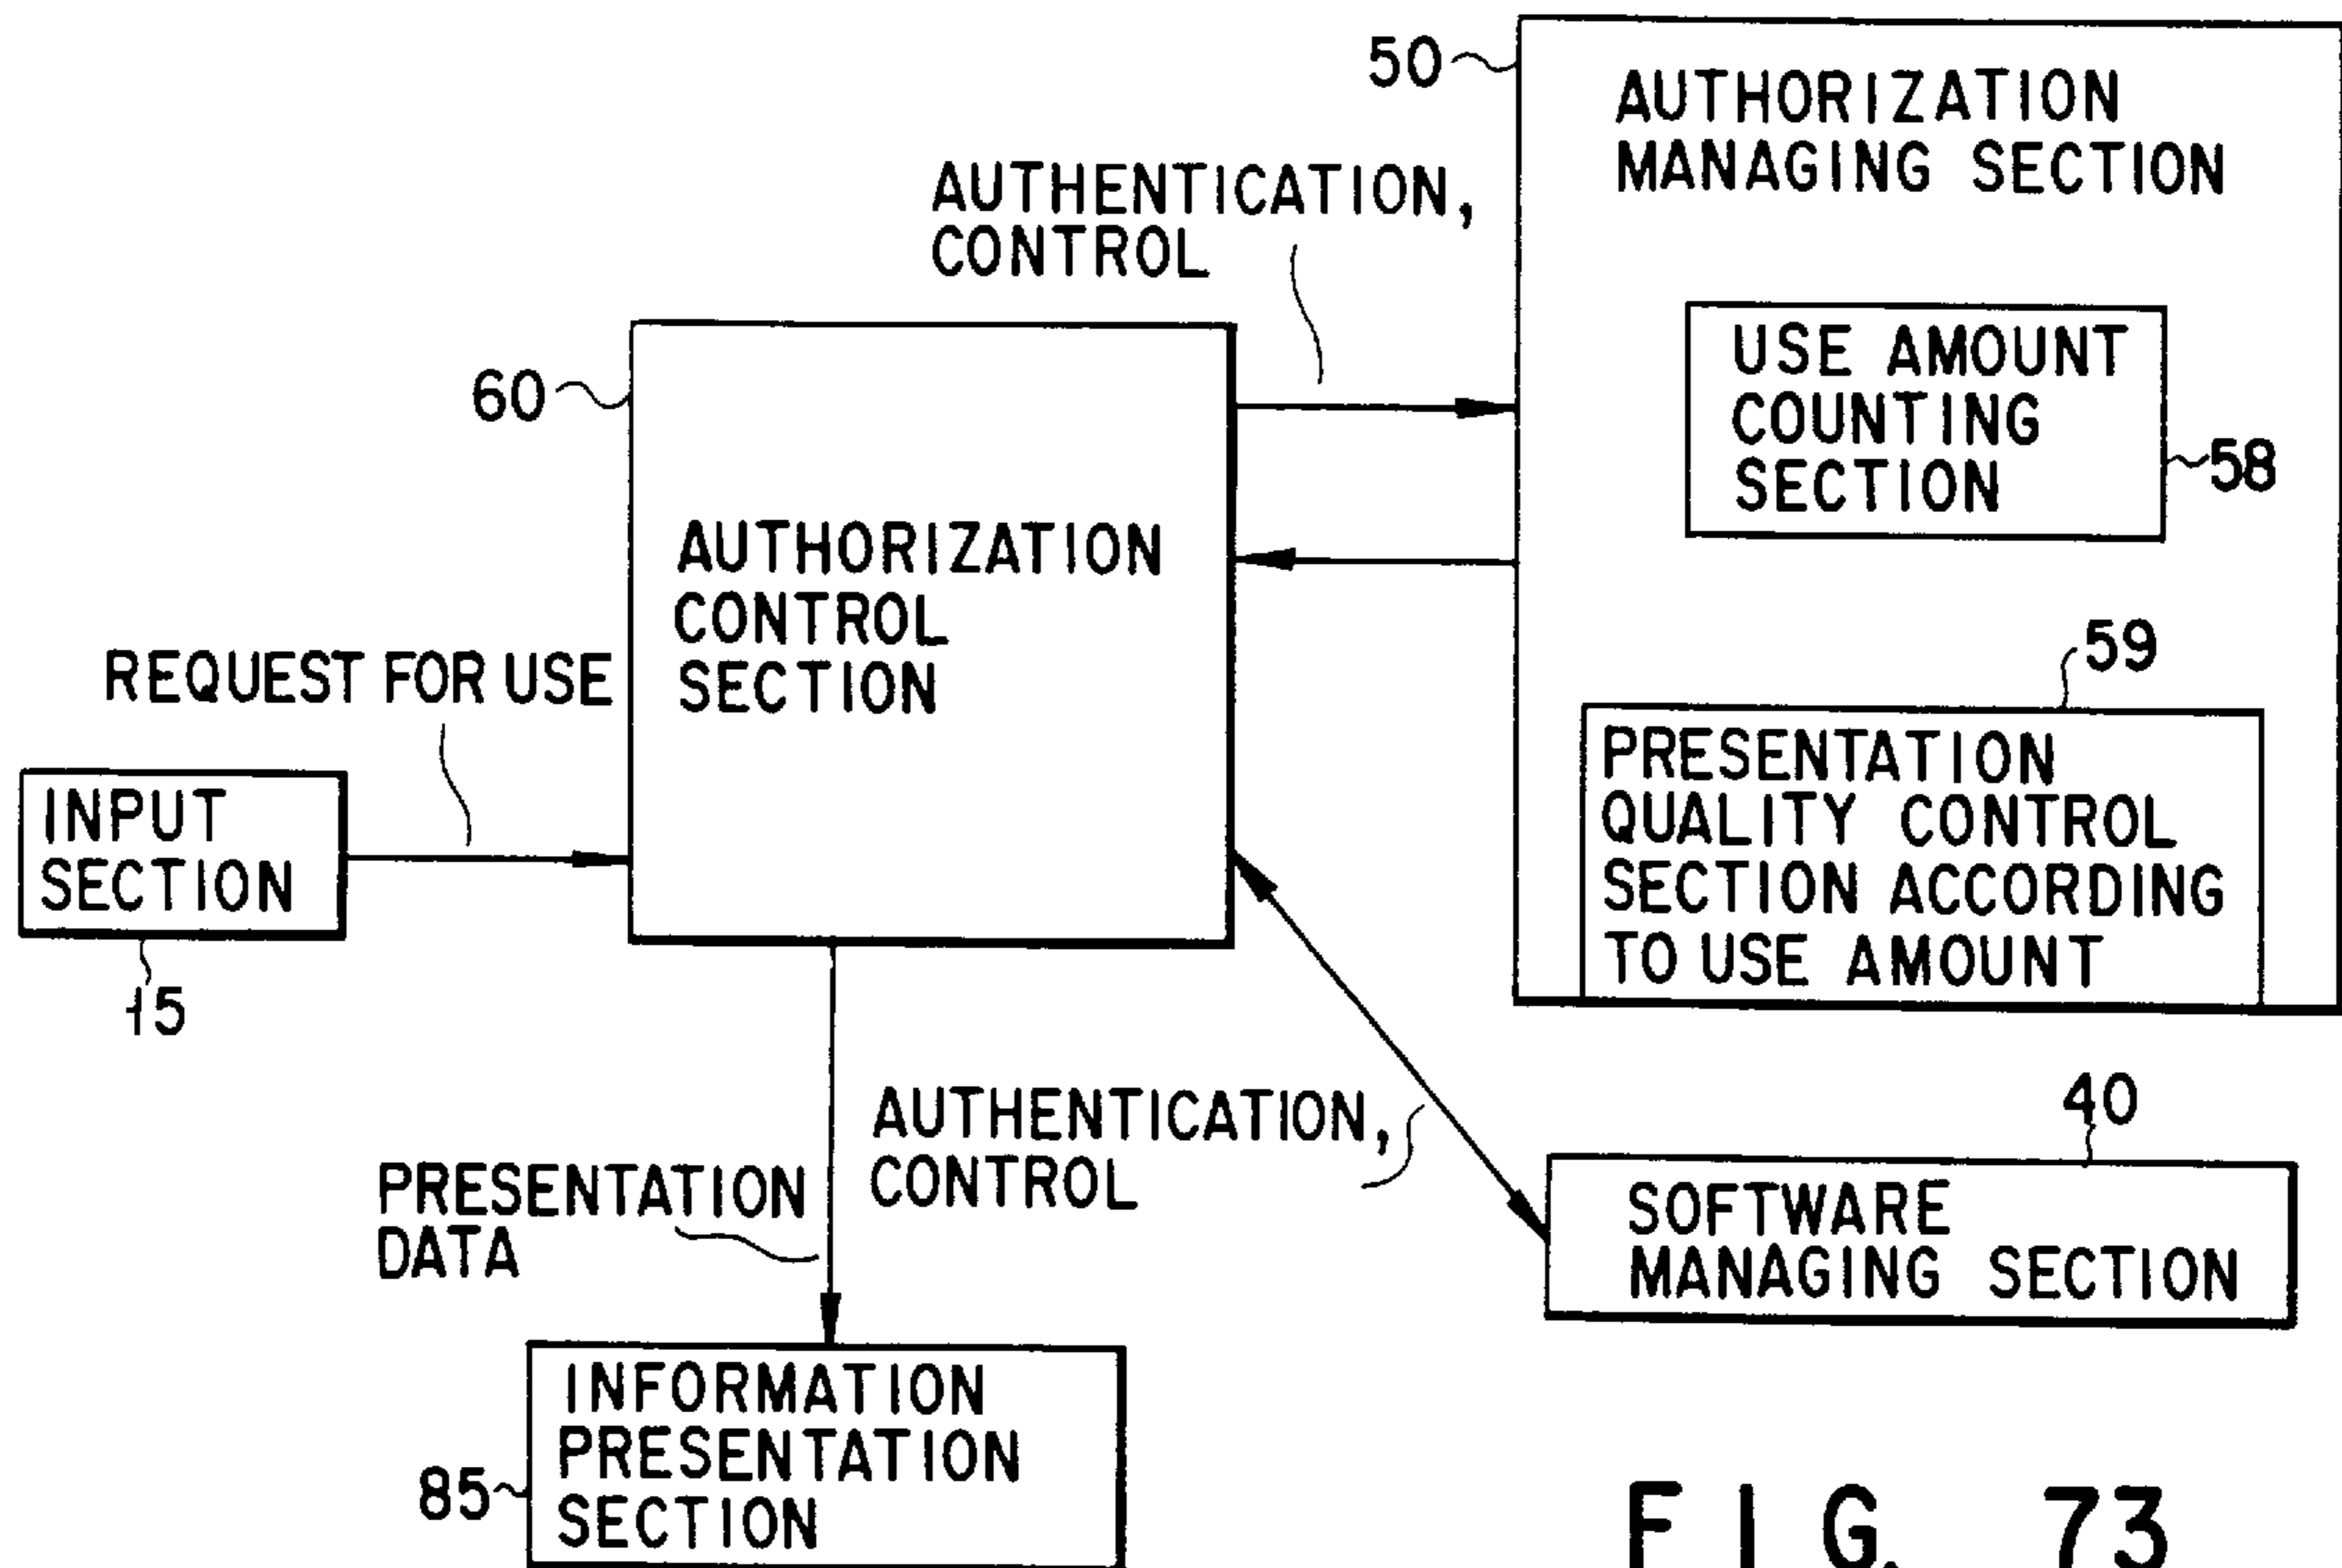 50
AUTHORIZATION
MANAGING SECTION
AUTHENTICATION,
CONTROL
USE AMOUNT
COUNTING
SECTION
58
60
AUTHORIZATION
CONTROL
SECTION
59
PRESENTATION
QUALITY CONTROL
SECTION ACCORDING
TO USE AMOUNT
REQUEST FOR USE
INPUT
SECTION
15
AUTHENTICATION,
CONTROL
PRESENTATION
DATA
40
SOFTWARE
MANAGING SECTION
INFORMATION
PRESENTATION
SECTION
85
FIG. 73